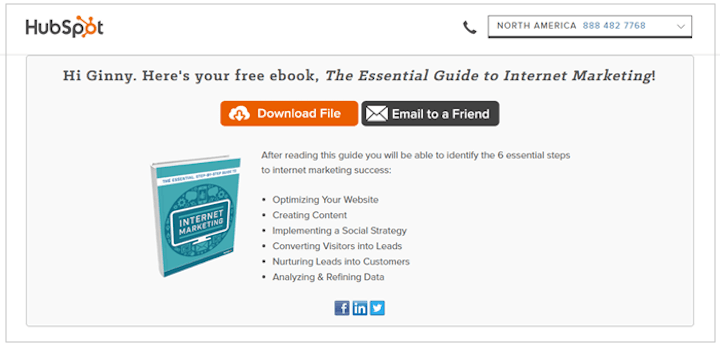 HubSpot
NORTH AMERICA 888 482 7768
Hi Ginny. Here's your free ebook, The Essential Guide to Internet Marketing!
Download File
Email to a Friend
After reading this guide you will be able to identify the 6 essential steps
to internet marketing success:
Optimizing Your Website
Creating Content
Implementing a Social Strategy
Converting Visitors into Leads
Nurturing Leads into Customers
Analyzing & Refining Data
THE ESSENTIAL STEP-BY-STEP GUIDE TO
INTERNET
MARKETING
f
in